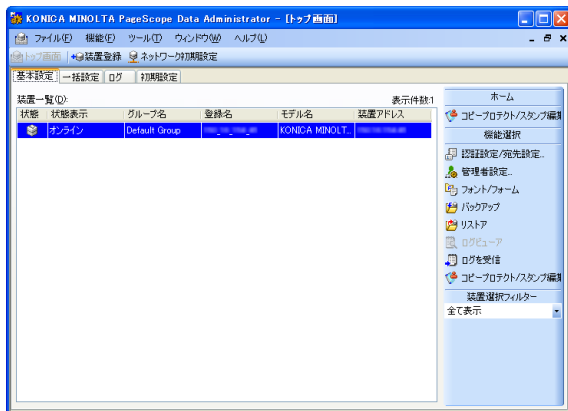 KONICA MINOLTA PageScope Data Administrator - [トップ画面]
ファイル(F) 機能(E) ツール(T) ウィンドウ(W) ヘルプ(L)
トップ画面 装置登録 ネットワーク初期設定
基本設定 一括設定 ログ 初期設定
装置一覧(D): 表示件数:1
状態 状態表示 グループ名 登録名 モデル名 装置アドレス
オンライン Default Group KONICA MINOLT...
ホーム
コピープロテクト/スタンプ編集
機能選択
認証設定/宛先設定..
管理者設定..
フォント/フォーム
バックアップ
リストア
ログビューア
ログを受信
コピープロテクト/スタンプ編集
装置選択フィルター
全て表示